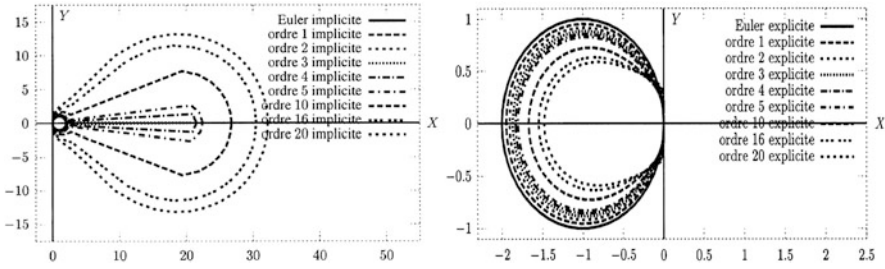 Y
Euler implicite
ordre 1 implicite
ordre 2 implicite
ordre 3 implicite
ordre 4 implicite
ordre 5 implicite
ordre 10 implicite
ordre 16 implicite
ordre 20 implicite
15
10
5
0
−5
−10
−15
X
0 10 20 30 40 50
Y
Euler explicite
ordre 1 explicite
ordre 2 explicite
ordre 3 explicite
ordre 4 explicite
ordre 5 explicite
ordre 10 explicite
ordre 16 explicite
ordre 20 explicite
1
0.5
0
−0.5
−1
X
−2 −1.5 −1 −0.5 0 0.5 1 1.5 2 2.5